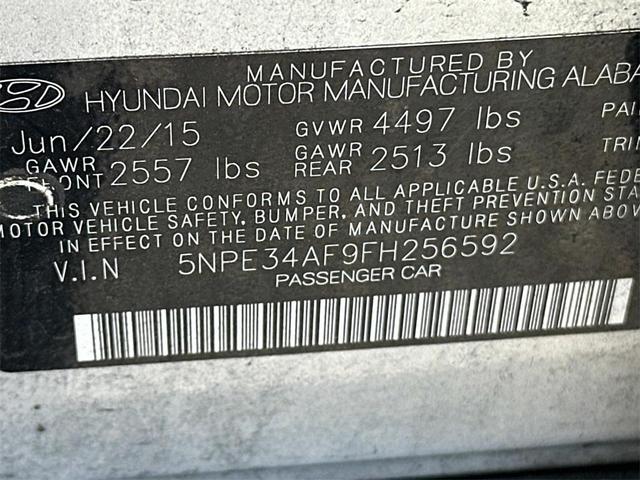 MANUFACTURED BY
HYUNDAI MOTOR MANUFACTURING ALABA
Jun/22/15 GVWR 4497 lbs PAI
GAWR FRONT 2557 lbs GAWR REAR 2513 lbs TRIM
THIS VEHICLE CONFORMS TO ALL APPLICABLE U.S.A. FEDE
MOTOR VEHICLE SAFETY, BUMPER, AND THEFT PREVENTION STA
IN EFFECT ON THE DATE OF MANUFACTURE SHOWN ABOV
V.I.N 5NPE34AF9FH256592
PASSENGER CAR